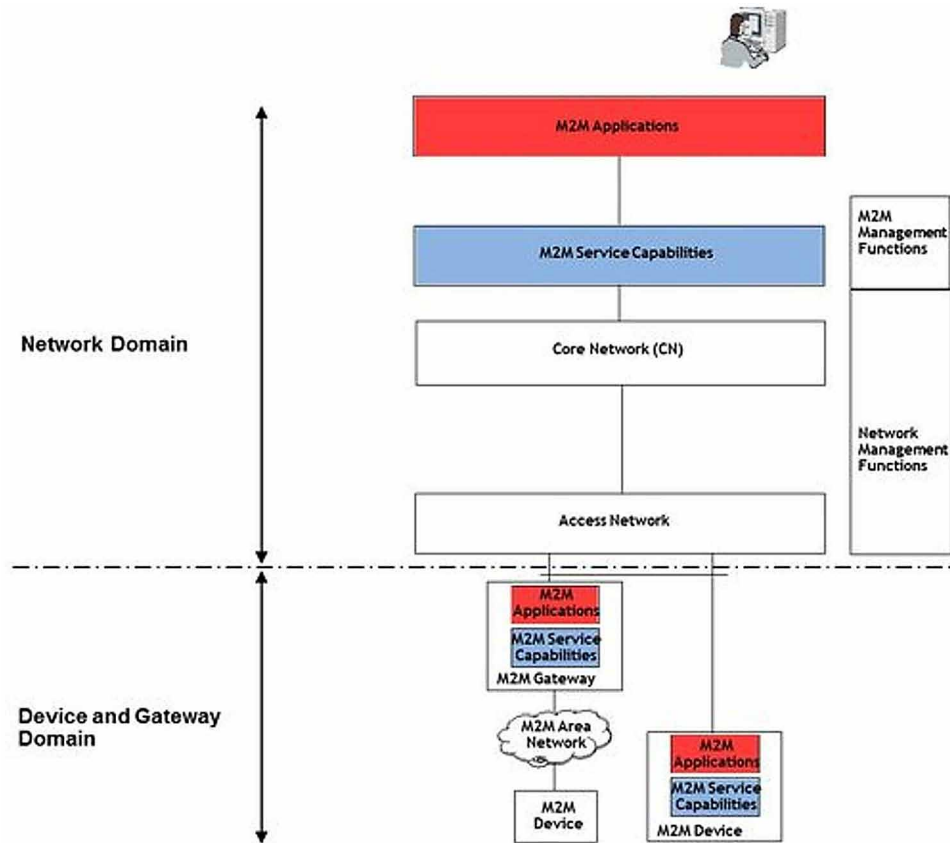 M2M Applications
M2M Service Capabilities
M2M
Management
Functions
Core Network (CN)
Network Domain
Network
Management
Functions
Access Network
M2M
Applications
M2M Service
Capabilities
M2M Gateway
M2M Area
Network
M2M
Device
Device and Gateway
Domain
M2M
Applications
M2M Service
Capabilities
M2M Device